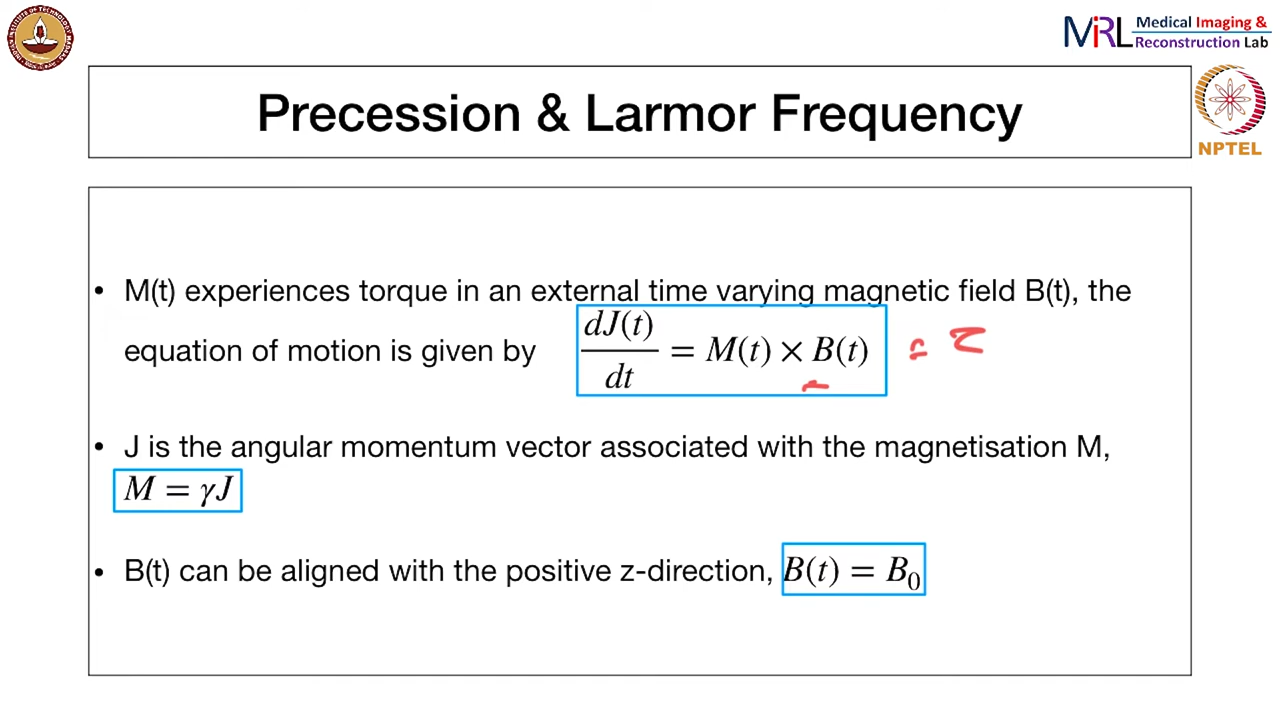 MIRL Medical Imaging &
Reconstruction Lab
Precession & Larmor Frequency
NPTEL
• M(t) experiences torque in an external time varying magnetic field B(t), the
equation of motion is given by dJ(t)/dt = M(t) × B(t) = τ
• J is the angular momentum vector associated with the magnetisation M,
M = γJ
• B(t) can be aligned with the positive z-direction, B(t) = B₀